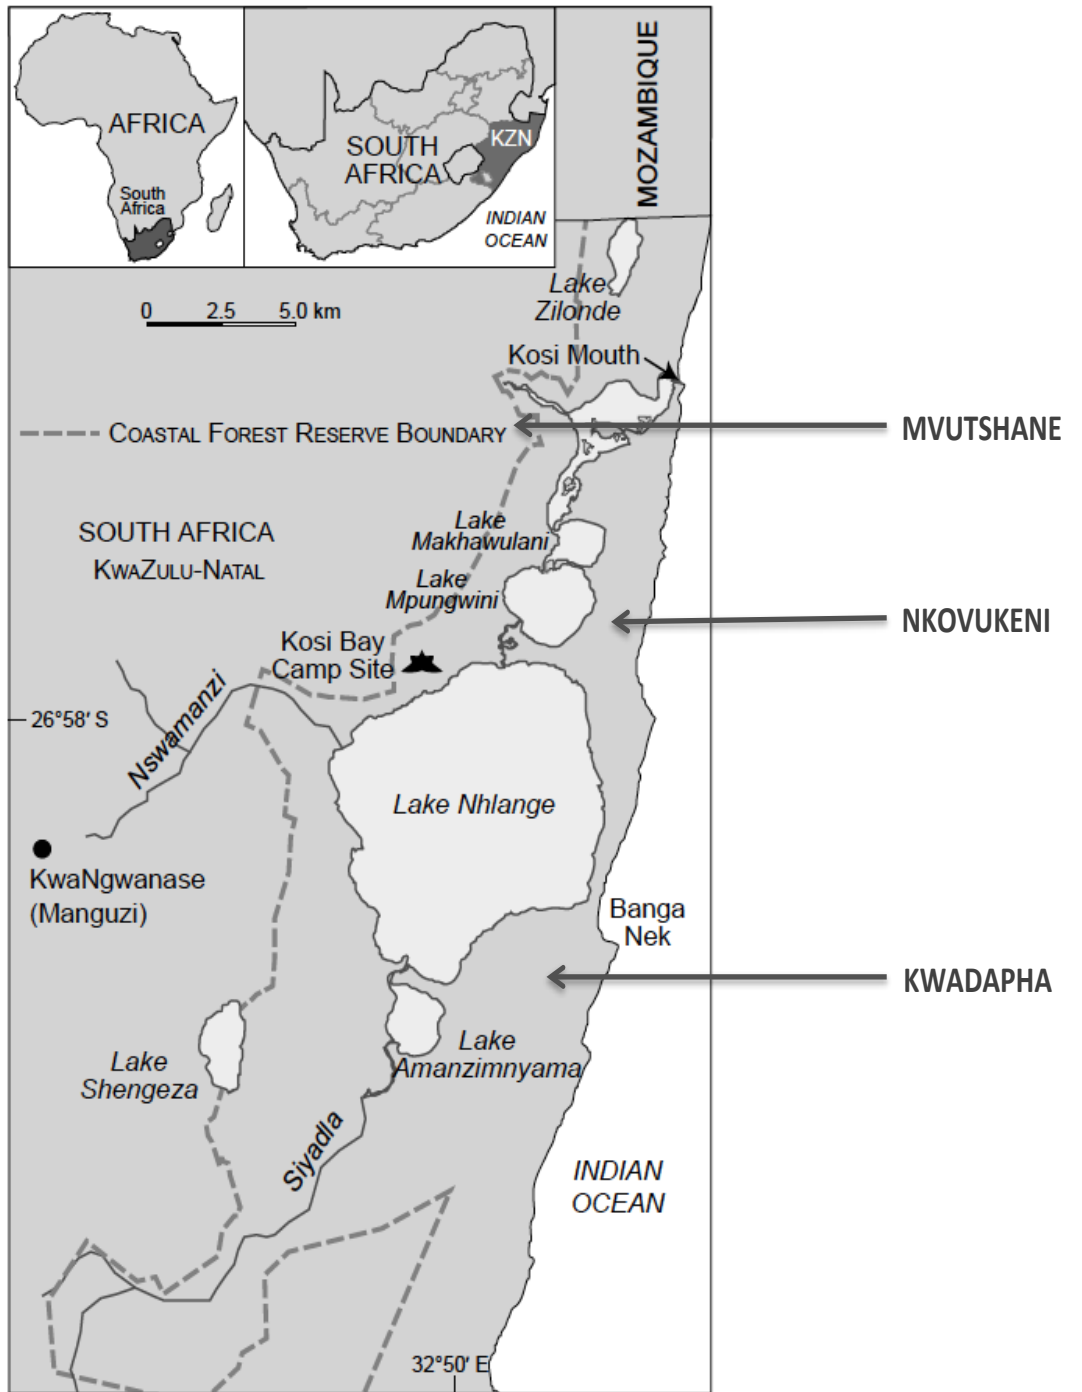 AFRICA
South
Africa
SOUTH
AFRICA
KZN
INDIAN
OCEAN
MOZAMBIQUE
Lake
Zilonde
0 2.5 5.0 km
Kosi Mouth
COASTAL FOREST RESERVE BOUNDARY
MVUTSHANE
SOUTH AFRICA
KWAZULU-NATAL
Lake
Makhawulani
Lake
Mpungwini
NKOVUKENI
Kosi Bay
Camp Site
26°58' S
Nswamanzi
Lake Nhlange
KwaNgwanase
(Manguzi)
Banga
Nek
KWADAPHA
Lake
Amanzimnyama
Lake
Shengeza
Siyadla
INDIAN
OCEAN
32°50' E